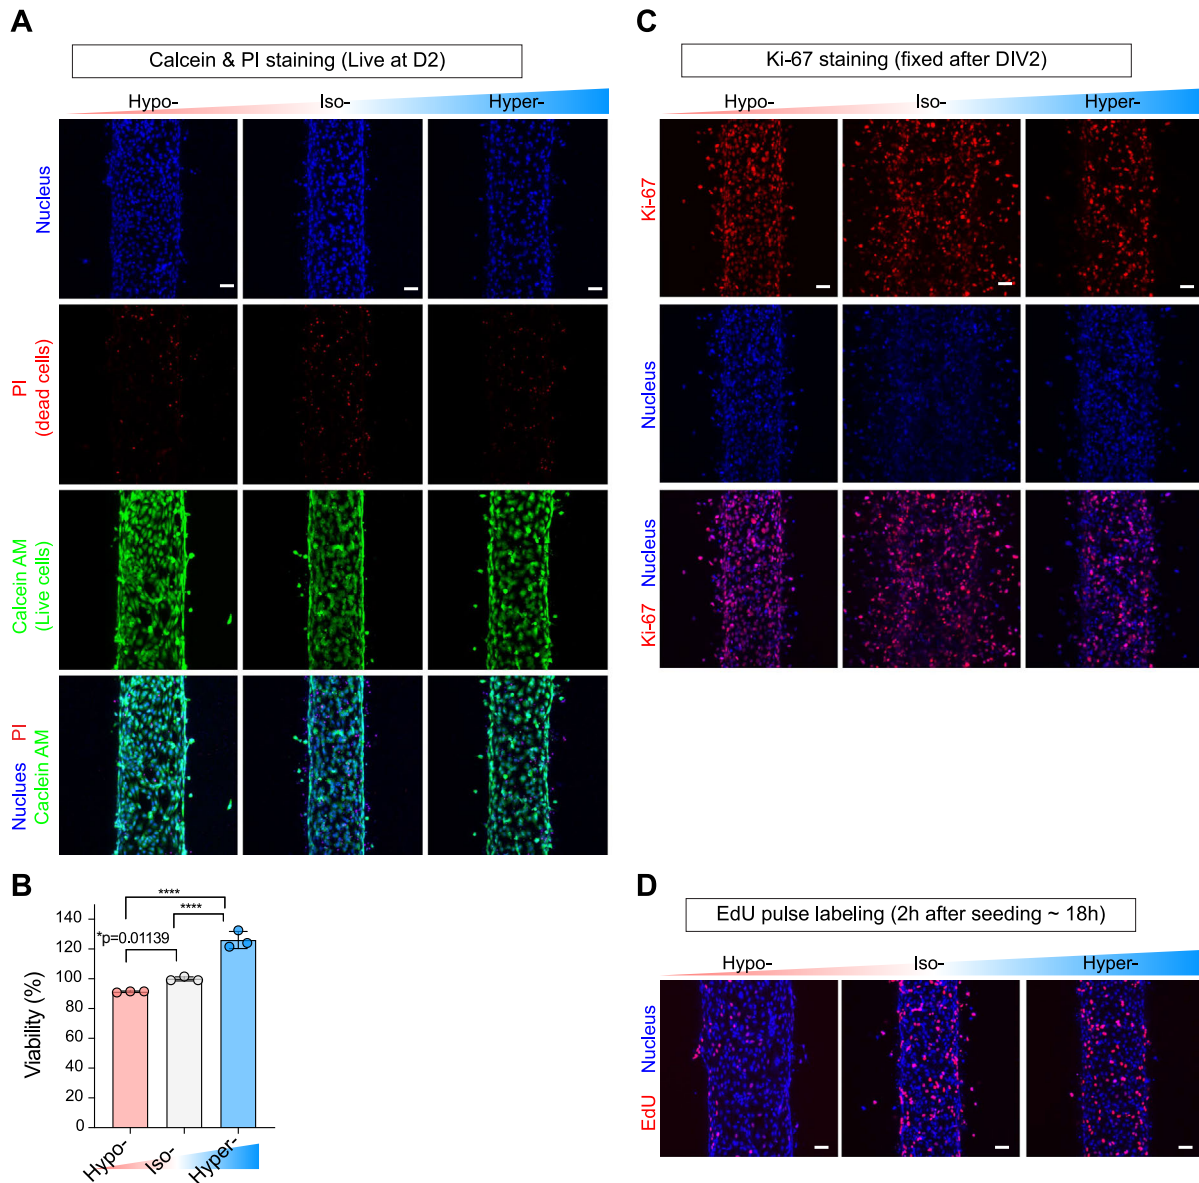 A
Calcein & PI staining (Live at D2)
Hypo- Iso- Hyper-
Nucleus
PI
(dead cells)
Calcein AM
(Live cells)
Nuclues PI
Caclein AM
B
Viability (%)
140
120
100
80
60
40
20
0
****
****
*p=0.01139
Hypo- Iso- Hyper-
C
Ki-67 staining (fixed after DIV2)
Hypo- Iso- Hyper-
Ki-67
Nucleus
Ki-67 Nucleus
D
EdU pulse labeling (2h after seeding ~ 18h)
Hypo- Iso- Hyper-
EdU Nucleus